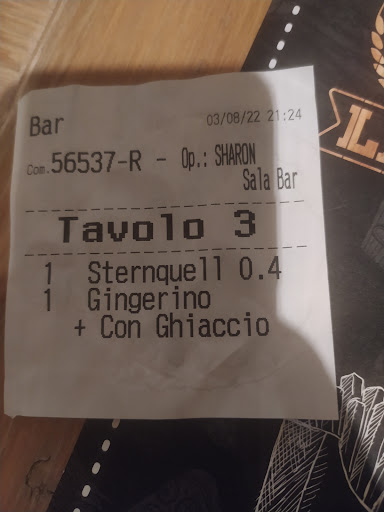 Bar
03/08/22 21:24
Com.56537-R - Op.: SHARON
Sala Bar
Tavolo 3
1 Sternquell 0.4
1 Gingerino
+ Con Ghiaccio
L.